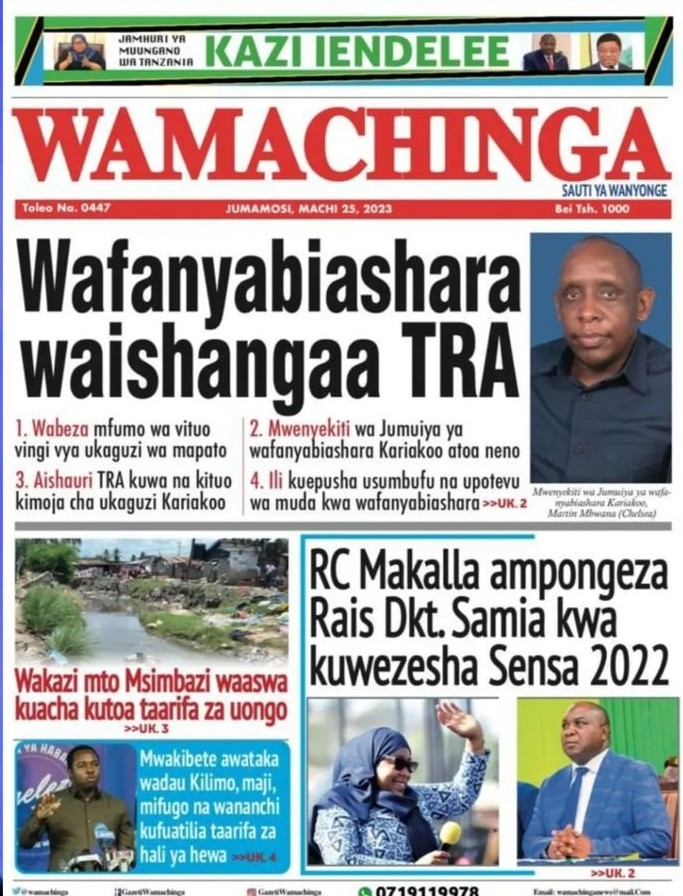 JAMHURI YA
MUUNGANO
WA TANZANIA
KAZI IENDELEE
WAMACHINGA
SAUTI YA WANYONGE
Toleo Na. 0447
JUMAMOSI, MACHI 25, 2023
Bei Tsh. 1000
Wafanyabiashara
waishangaa TRA
1. Wabeza mfumo wa vituo
vingi vya ukaguzi wa mapato
2. Mwenyekiti wa Jumuiya ya
wafanyabiashara Kariakoo atoa neno
3. Aishauri TRA kuwa na kituo
kimoja cha ukaguzi Kariakoo
4. Ili kuepusha usumbufu na upotevu
wa muda kwa wafanyabiashara >>UK. 2
Mwenyekiti wa Jumuiya ya wafa-
nyabiashara Kariakoo,
Martin Mbwana (Chelsea)
Wakazi mto Msimbazi waaswa
kuacha kutoa taarifa za uongo
>>UK. 3
RC Makalla ampongeza
Rais Dkt. Samia kwa
kuwezesha Sensa 2022
>>UK. 2
YA HABA
Mwakibete awataka
wadau Kilimo, maji,
mifugo na wananchi
kufuatilia taarifa za
hali ya hewa >>UK. 4
@wamachinga
GazetiWamachinga
GazetiWamachinga
0719119978
Email: wamachinganews@mail.com